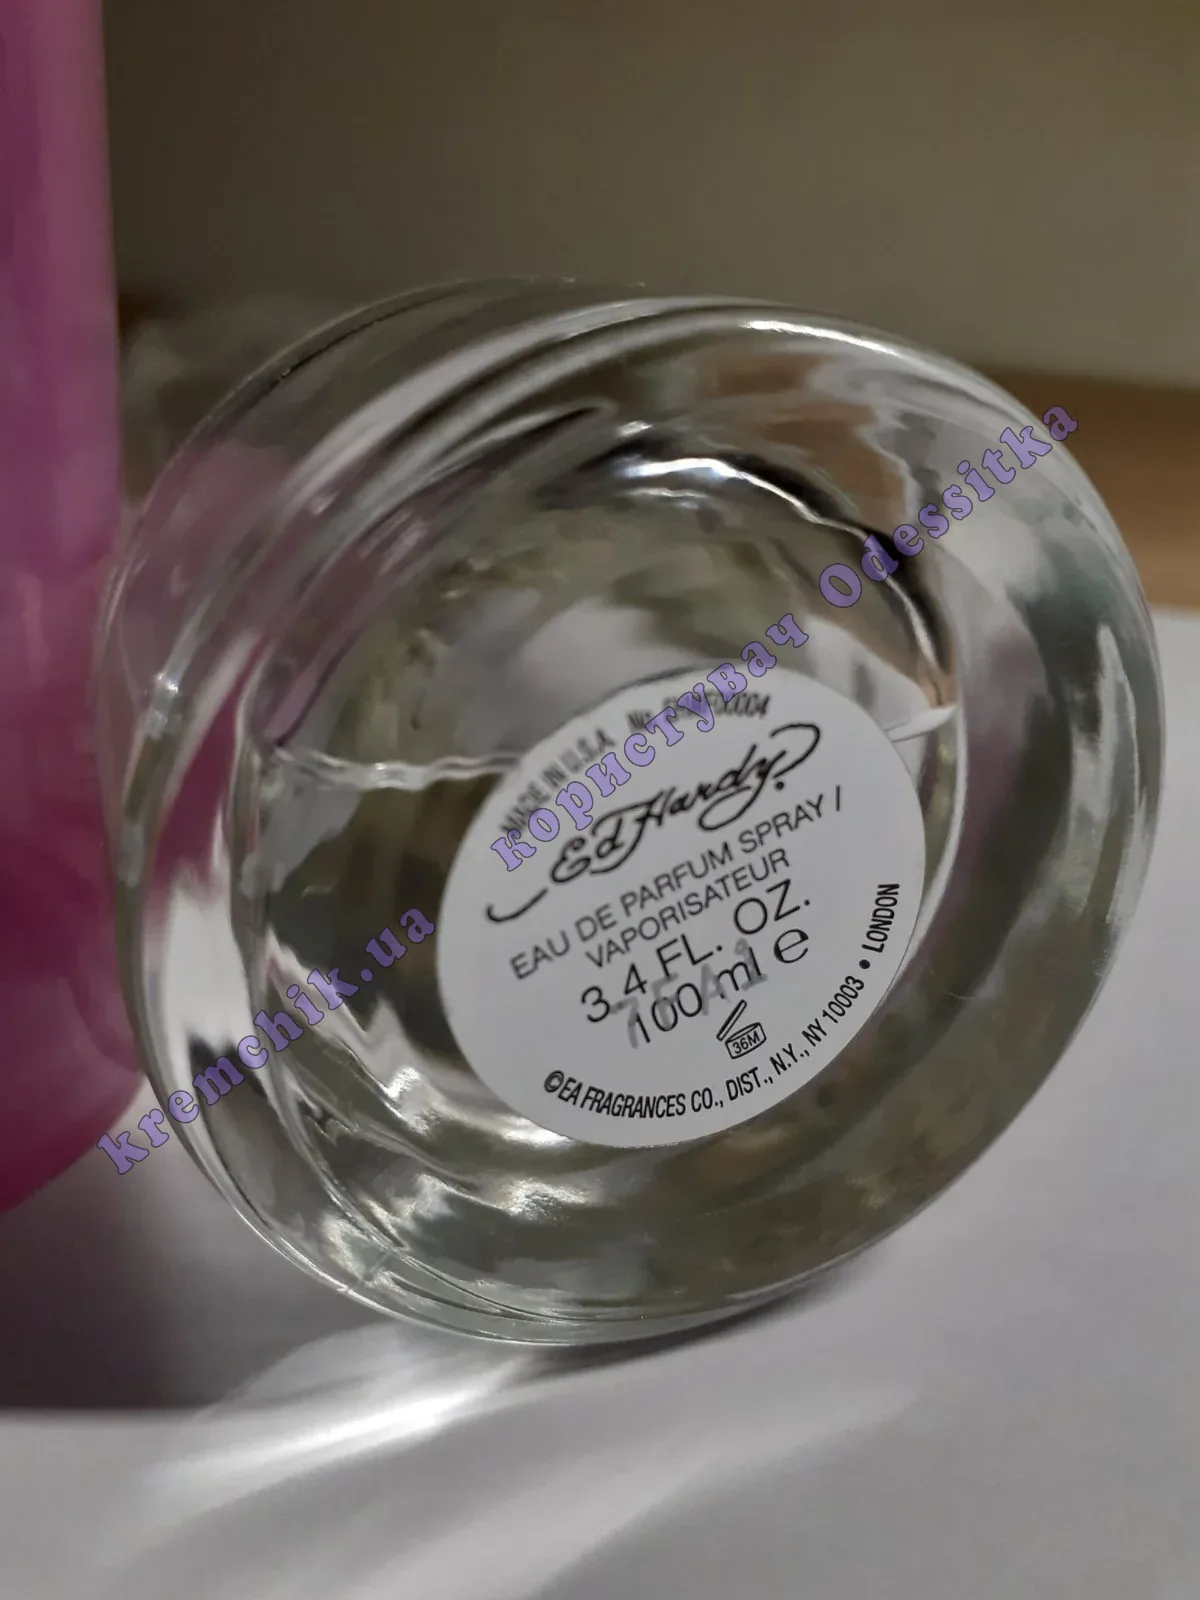 MADE IN U.S.A.
Ed Hardy
EAU DE PARFUM SPRAY /
VAPORISATEUR
3.4 FL. OZ.
100 ml e
36M
©EA FRAGRANCES CO., DIST., N.Y., NY 10003 • LONDON
kremchik.ua користувач Odessitka